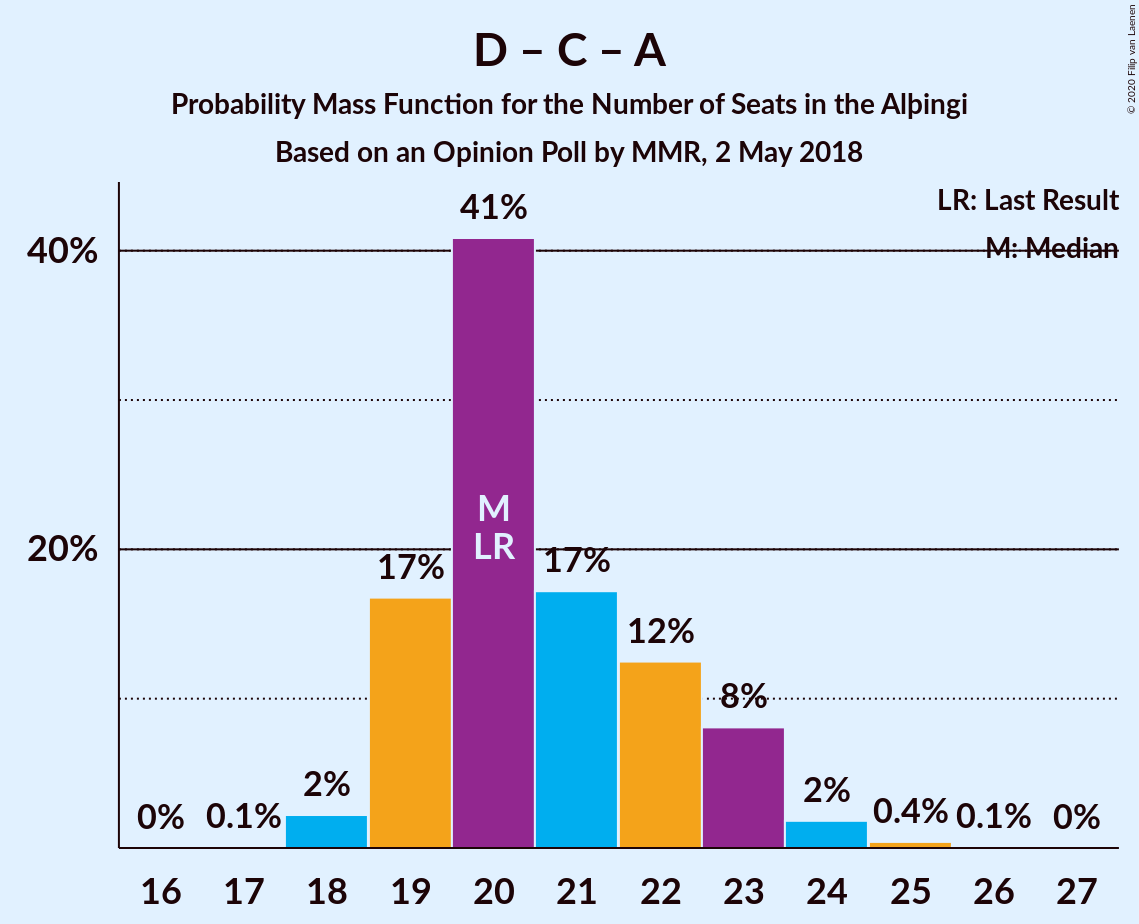 D – C – A
Probability Mass Function for the Number of Seats in the Alþingi
Based on an Opinion Poll by MMR, 2 May 2018
© 2020 Filip van Laenen
LR: Last Result
M: Median
40%
20%
0%
0.1%
2%
17%
41%
17%
12%
8%
2%
0.4%
0.1%
0%
M
LR
16 17 18 19 20 21 22 23 24 25 26 27